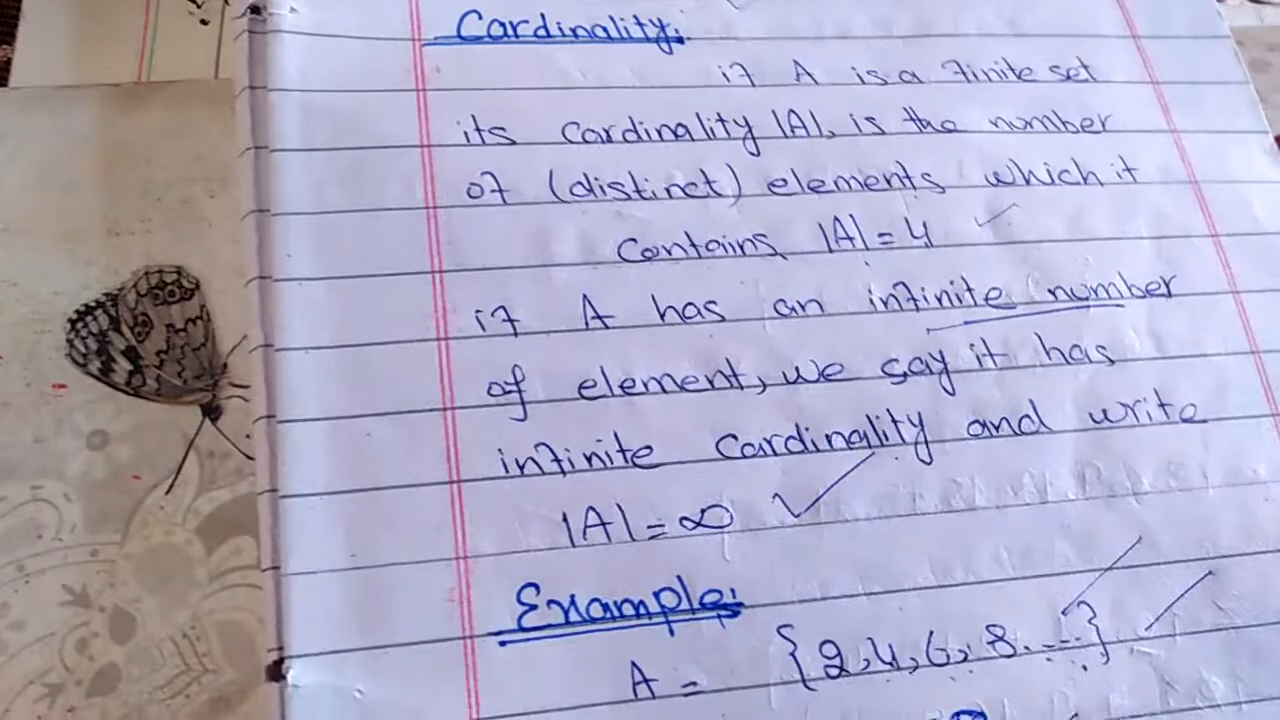 Cardinality:
if A is a finite set
its Cardinality |A|, is the number
of (distinct) elements which it
Contains |A|=4
if A has an infinite number
of element, we say it has
infinite Cardinality and write
|A|=∞
Example:
A = {2,4,6,8...}